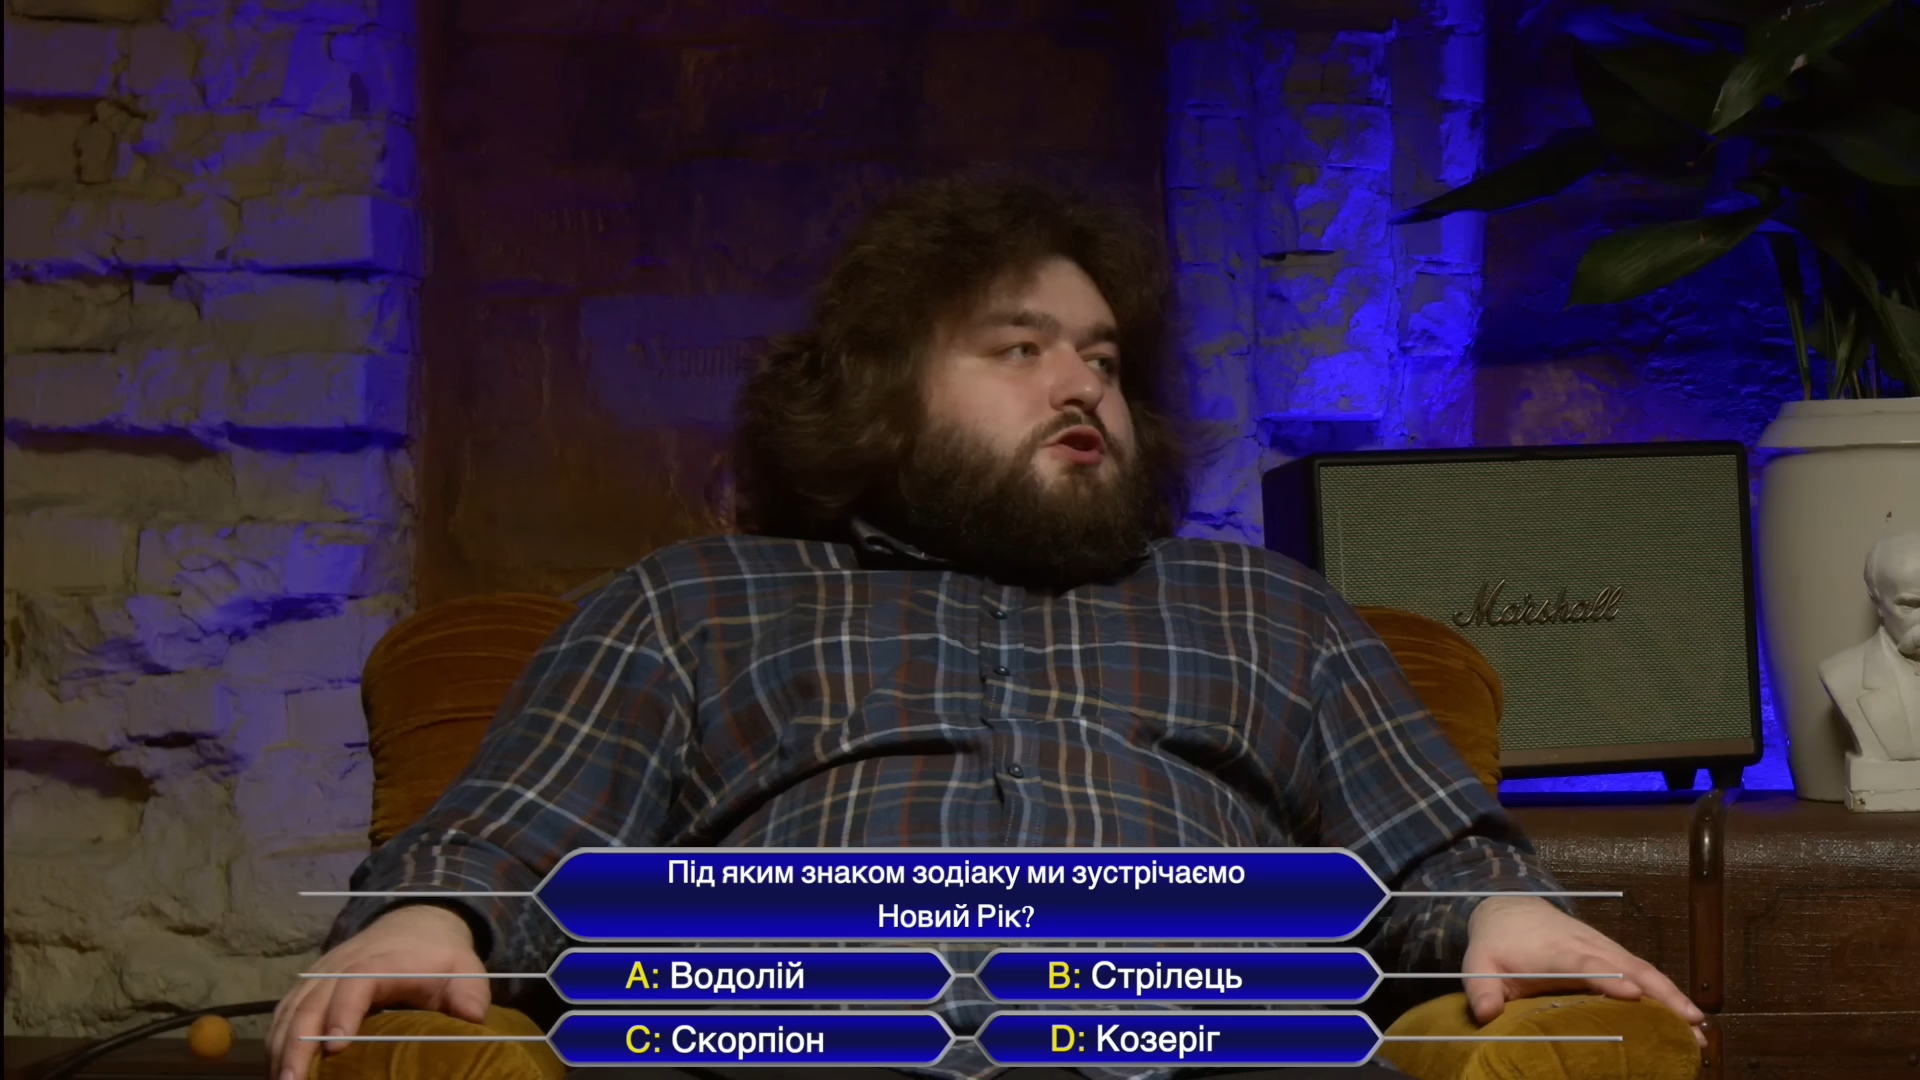 Marshall
Під яким знаком зодіаку ми зустрічаємо
Новий Рік?
A: Водолій
B: Стрілець
C: Скорпіон
D: Козеріг